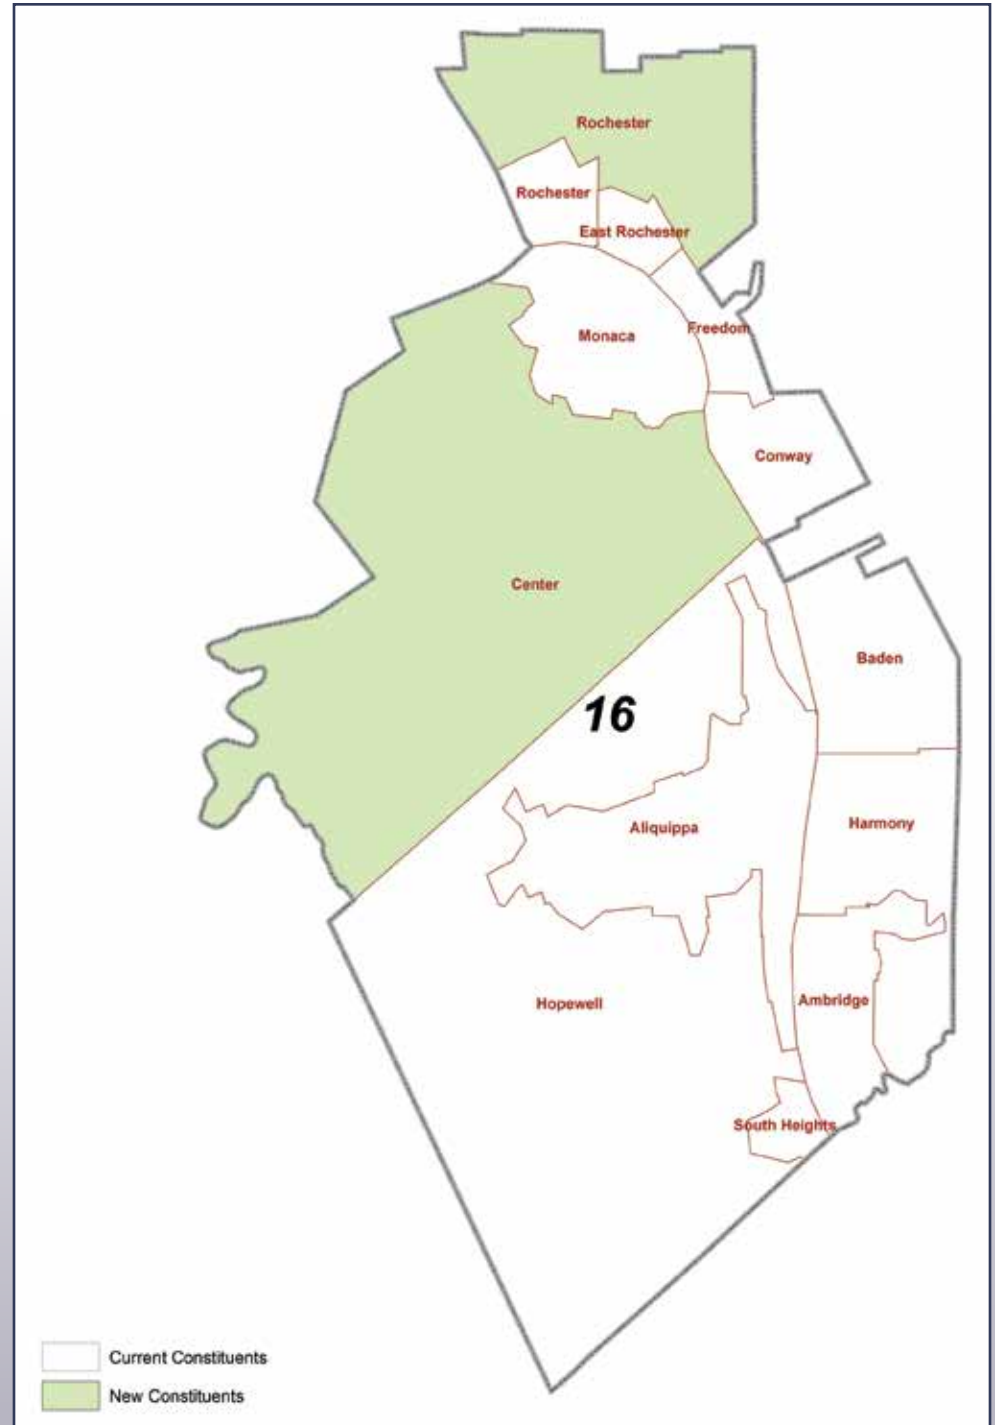 Rochester
Rochester
East Rochester
Monaca
Freedom
Conway
Center
Baden
16
Aliquippa
Harmony
Hopewell
Ambridge
South Heights
Current Constituents
New Constituents